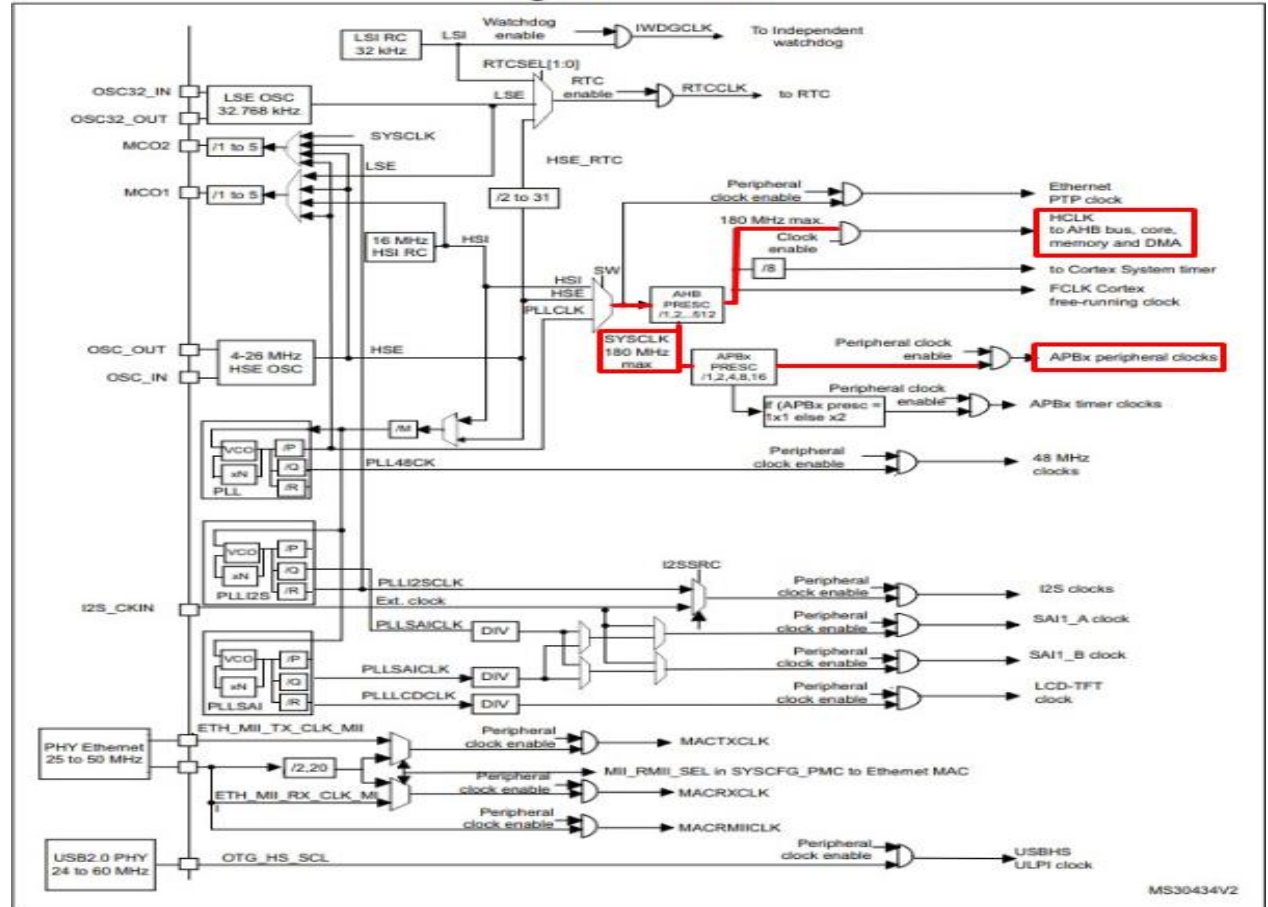 Watchdog
enable
IWDGCLK
To Independent
watchdog
LSI RC
32 kHz
LSI
RTCSEL[1:0]
OSC32_IN
OSC32_OUT
LSE OSC
32.768 kHz
LSE
RTC
enable
RTCCLK
to RTC
MCO2
/1 to 5
SYSCLK
LSE
HSE_RTC
MCO1
/1 to 5
/2 to 31
Peripheral
clock enable
Ethernet
PTP clock
180 MHz max.
Clock
enable
HCLK
to AHB bus, core,
memory and DMA
16 MHz
HSI RC
HSI
SW
HSI
HSE
PLLCLK
AHB
PRESC
/1,2,..512
/8
to Cortex System timer
FCLK Cortex
free-running clock
SYSCLK
180 MHz
max
OSC_OUT
OSC_IN
4-26 MHz
HSE OSC
HSE
APBx
PRESC
/1,2,4,8,16
Peripheral clock
enable
APBx peripheral clocks
Peripheral clock
enable
if (APBx presc =
1x1 else x2
APBx timer clocks
/M
VCO
xN
/P
/Q
/R
PLL
PLL48CK
Peripheral
clock enable
48 MHz
clocks
VCO
xN
/P
/Q
/R
PLLI2S
I2SSRC
PLLI2SCLK
Peripheral
clock enable
I2S clocks
I2S_CKIN
Ext. clock
PLLSAICLK
DIV
Peripheral
clock enable
SAI1_A clock
VCO
xN
/P
/Q
/R
PLLSAI
PLLSAICLK
DIV
Peripheral
clock enable
SAI1_B clock
PLLLCDCLK
DIV
Peripheral
clock enable
LCD-TFT
clock
PHY Ethernet
25 to 50 MHz
ETH_MII_TX_CLK_MII
Peripheral
clock enable
MACTXCLK
/2,20
MII_RMII_SEL in SYSCFG_PMC to Ethernet MAC
ETH_MII_RX_CLK_MI
I
Peripheral
clock enable
MACRXCLK
Peripheral
clock enable
MACRMIICLK
USB2.0 PHY
24 to 60 MHz
OTG_HS_SCL
Peripheral
clock enable
USBHS
ULPI clock
MS30434V2